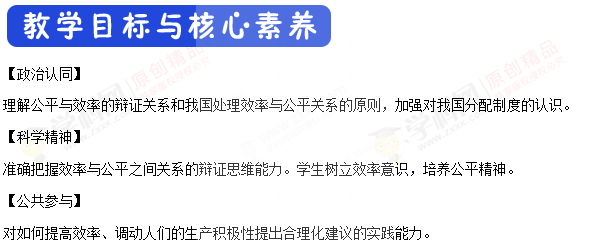 教学目标与核心素养
【政治认同】
理解公平与效率的辩证关系和我国处理效率与公平关系的原则，加强对我国分配制度的认识。
【科学精神】
准确把握效率与公平之间关系的辩证思维能力。学生树立效率意识，培养公平精神。
【公共参与】
对如何提高效率、调动人们的生产积极性提出合理化建议的实践能力。